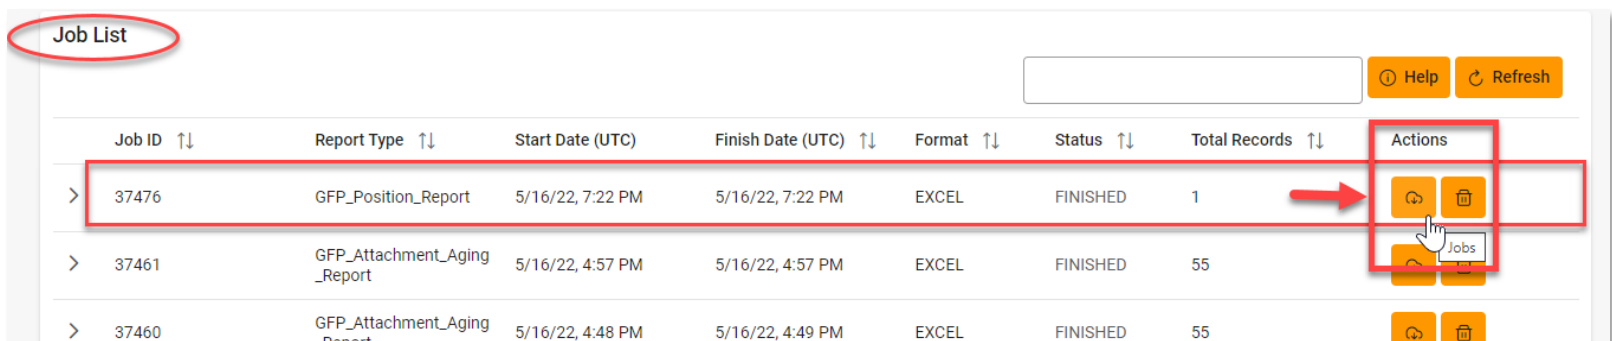 Job List
Help
Refresh
Job ID Report Type Start Date (UTC) Finish Date (UTC) Format Status Total Records Actions
37476 GFP_Position_Report 5/16/22, 7:22 PM 5/16/22, 7:22 PM EXCEL FINISHED 1
Jobs
37461 GFP_Attachment_Aging 5/16/22, 4:57 PM 5/16/22, 4:57 PM EXCEL FINISHED 55
_Report
37460 GFP_Attachment_Aging 5/16/22, 4:48 PM 5/16/22, 4:49 PM EXCEL FINISHED 55